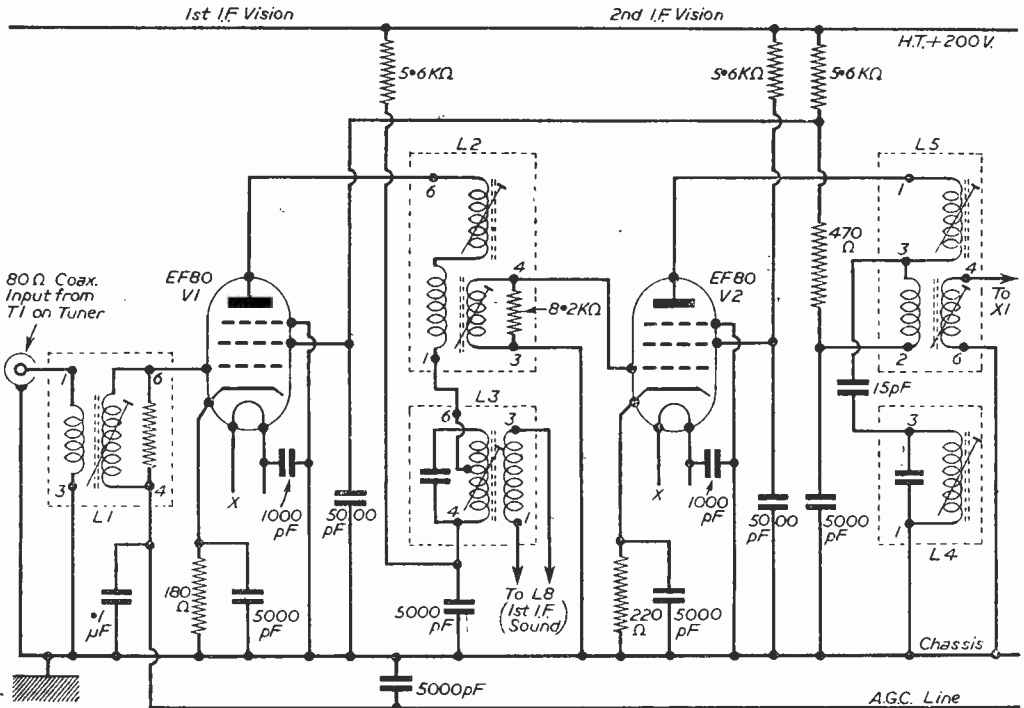 1st I.F Vision
2nd I.F Vision
H.T.+200V.
5•6KΩ
5•6KΩ
5•6KΩ
L2
L5
6
1
80Ω Coax.
Input from
T1 on Tuner
EF80
V1
EF80
V2
470
Ω
3
4
To
X1
4
8•2KΩ
1
3
2
6
1
6
3
4
L1
L3
6
3
4
1
15pF
3
1
L4
X
X
1000
pF
5000
pF
1000
pF
5000
pF
5000
pF
•1
µF
180
Ω
5000
pF
5000
pF
To L8
(1st I.F
Sound)
220
Ω
5000
pF
Chassis
5000pF
A.G.C. Line